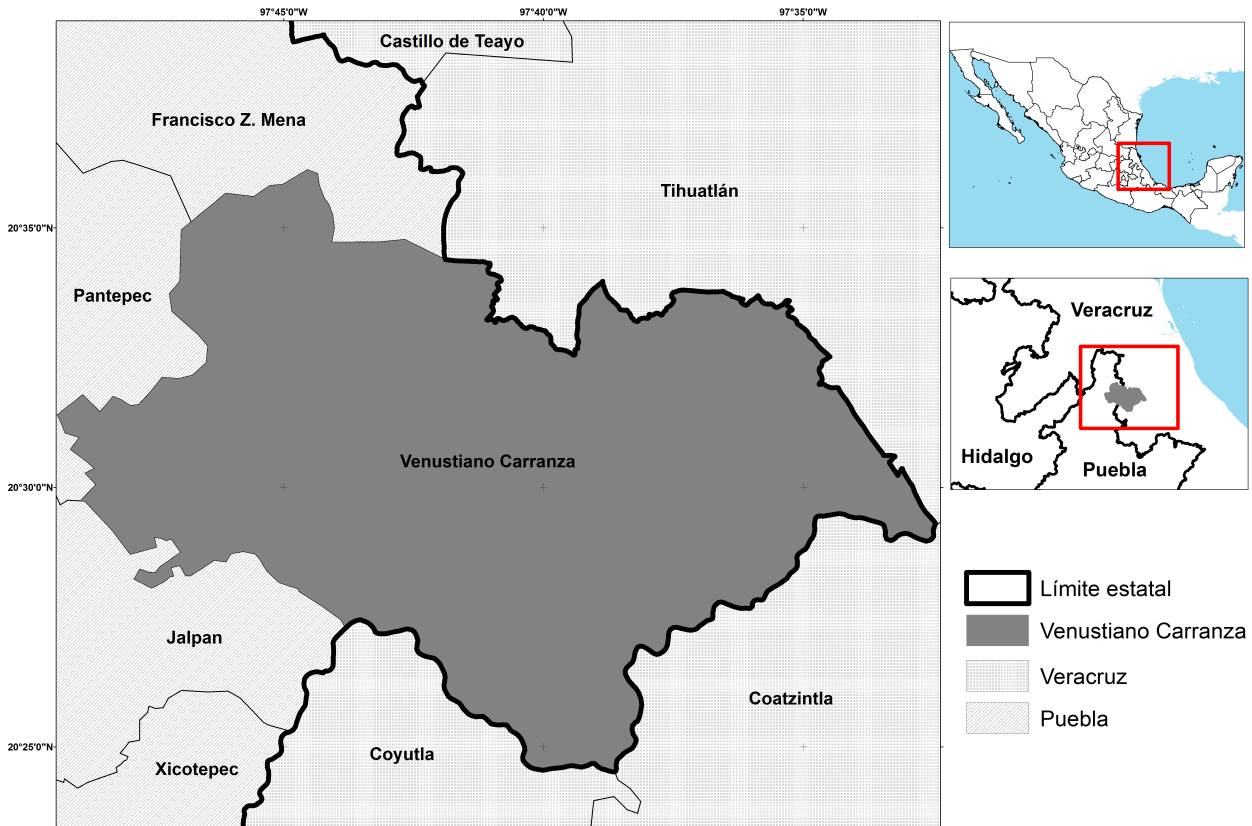 97°45'0"W
97°40'0"W
97°35'0"W
Castillo de Teayo
Francisco Z. Mena
Tihuatlán
20°35'0"N
Pantepec
Venustiano Carranza
20°30'0"N
Jalpan
Coatzintla
20°25'0"N
Coyutla
Xicotepec
Veracruz
Hidalgo
Puebla
Límite estatal
Venustiano Carranza
Veracruz
Puebla